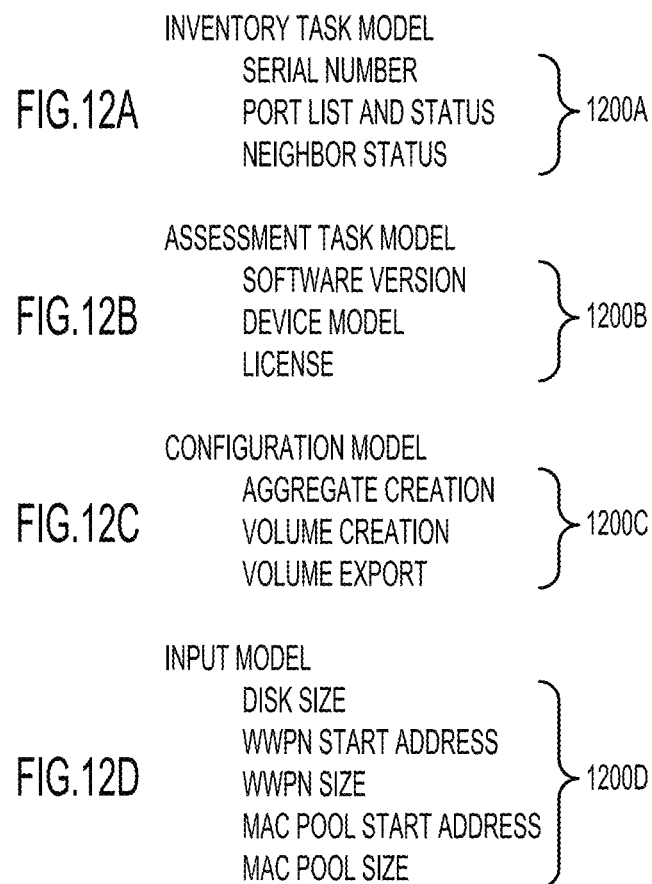 INVENTORY TASK MODEL
SERIAL NUMBER
FIG.12A
PORT LIST AND STATUS
1200A
NEIGHBOR STATUS
ASSESSMENT TASK MODEL
SOFTWARE VERSION
FIG.12B
DEVICE MODEL
1200B
LICENSE
CONFIGURATION MODEL
AGGREGATE CREATION
FIG.12C
VOLUME CREATION
1200C
VOLUME EXPORT
INPUT MODEL
DISK SIZE
WWPN START ADDRESS
FIG.12D
WWPN SIZE
1200D
MAC POOL START ADDRESS
MAC POOL SIZE